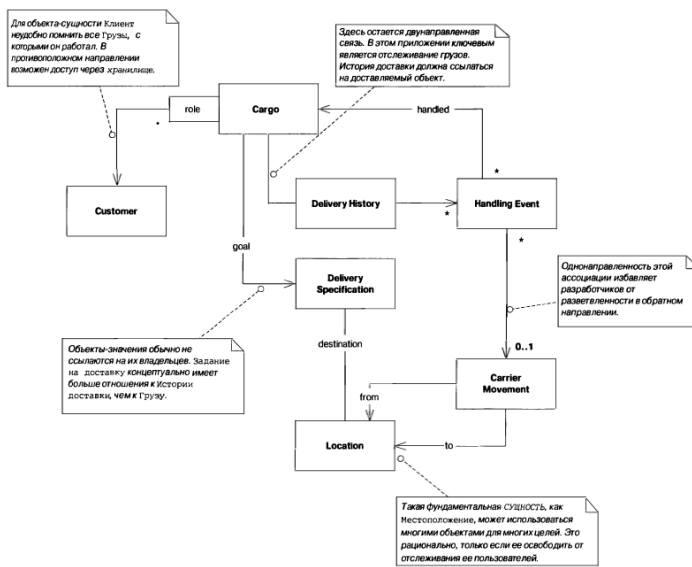 Для объекта-сущности Клиент
неудобно помнить все Грузы, с
которыми он работал. В
противоположном направлении
возможен доступ через хранилище.
Здесь остается двунаправленная
связь. В этом приложении ключевым
является отслеживание грузов.
История доставки должна ссылаться
на доставляемый объект.
role
Cargo
handled
*
Customer
Delivery History
*
*
Handling Event
*
goal
Delivery
Specification
Однонаправленность этой
ассоциации избавляет
разработчиков от
разветвленности в обратном
направлении.
destination
0..1
Объекты-значения обычно не
ссылаются на их владельцев. Задание
на доставку концептуально имеет
больше отношения к Истории
доставки, чем к Грузу.
Carrier
Movement
from
Location
to
Такая фундаментальная СУЩНОСТЬ, как
Местоположение, может использоваться
многими объектами для многих целей. Это
рационально, только если ее освободить от
отслеживания ее пользователей.